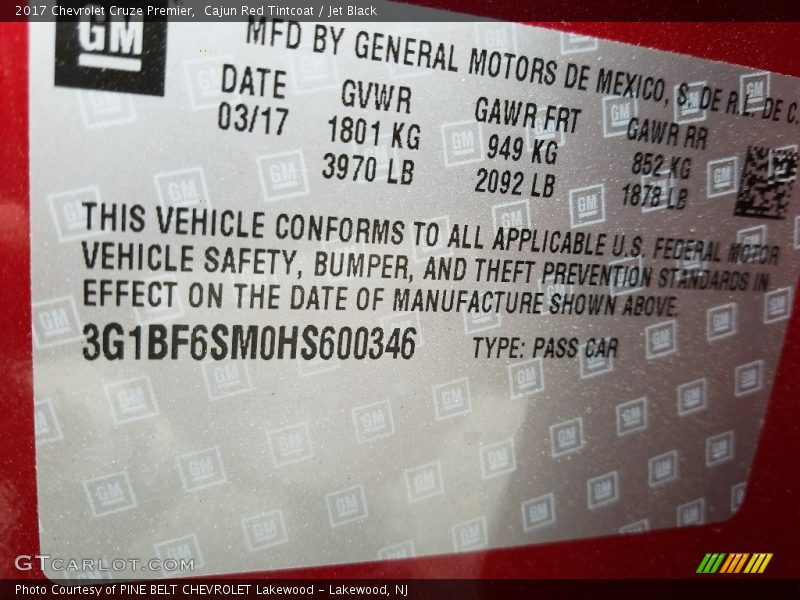 2017 Chevrolet Cruze Premier,  Cajun Red Tintcoat / Jet Black
GM
MFD BY GENERAL MOTORS DE MEXICO, S. DE R.L. DE C.
DATE GVWR GAWR FRT GAWR RR
03/17 1801 KG 949 KG 852 KG
3970 LB 2092 LB 1878 LB
THIS VEHICLE CONFORMS TO ALL APPLICABLE U.S. FEDERAL MOTOR
VEHICLE SAFETY, BUMPER, AND THEFT PREVENTION STANDARDS IN
EFFECT ON THE DATE OF MANUFACTURE SHOWN ABOVE.
3G1BF6SM0HS600346 TYPE: PASS CAR
GTCARLOT.COM
Photo Courtesy of PINE BELT CHEVROLET Lakewood - Lakewood, NJ